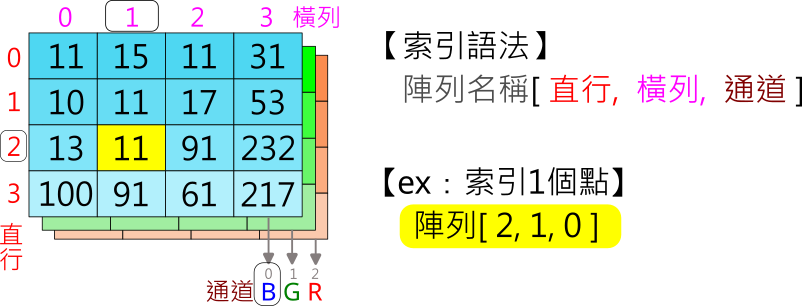 0 1 2 3 橫列
0 11 15 11 31
1 10 11 17 53
2 13 11 91 232
3 100 91 61 217
直行
0 1 2
通道 B G R
【索引語法】
陣列名稱[ 直行, 橫列, 通道 ]
【ex：索引1個點】
陣列[ 2, 1, 0 ]